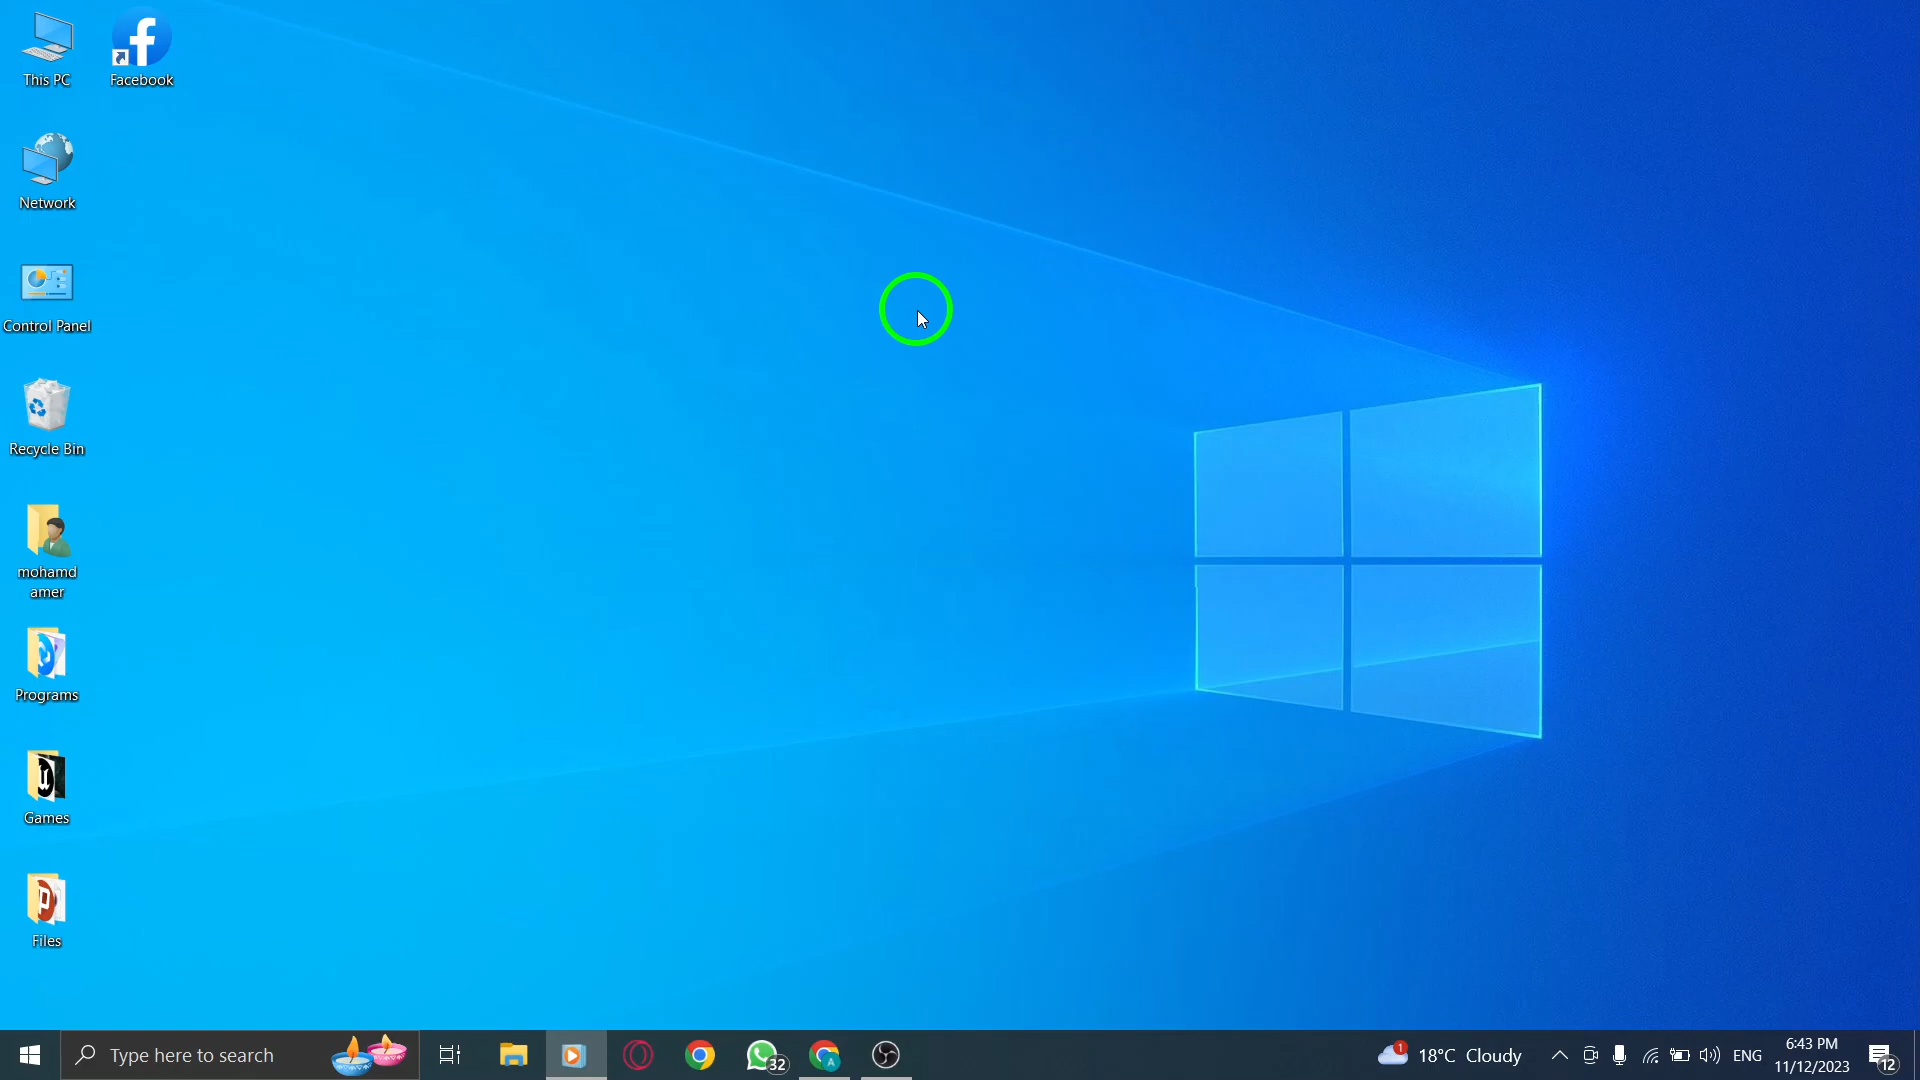 This PC
Facebook
Network
Control Panel
Recycle Bin
mohamd
amer
Programs
Games
Files
Type here to search
32
A
1
18°C Cloudy
ENG
6:43 PM
11/12/2023
12